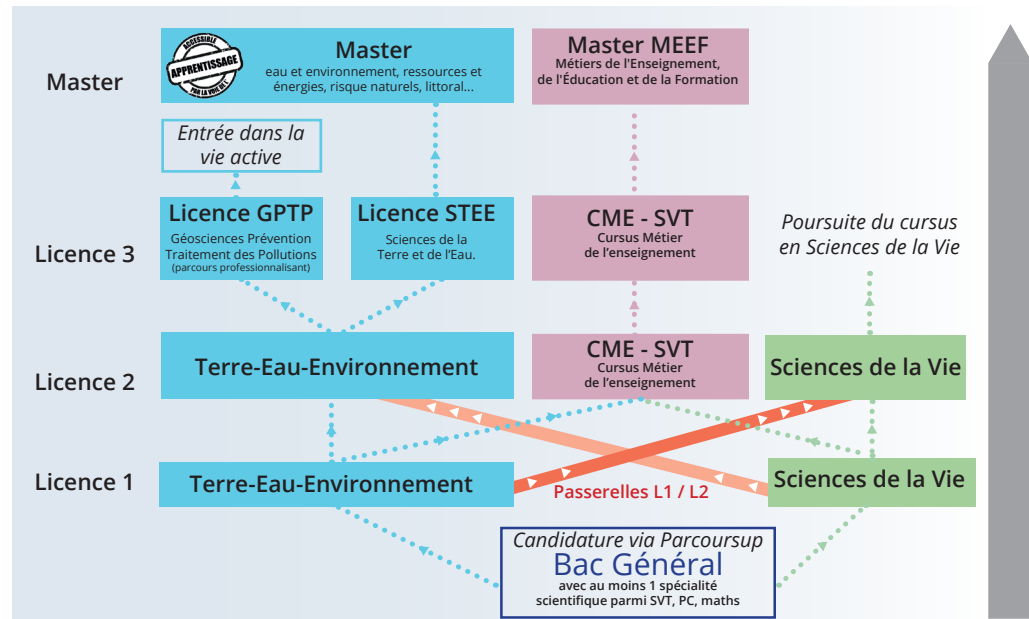 Master
ACCESSIBLE
APPRENTISSAGE
PAR LA VOIE DE L'
Master
eau et environnement, ressources et
énergies, risque naturels, littoral...
Master MEEF
Métiers de l'Enseignement,
de l'Éducation et de la Formation
Entrée dans la
vie active
Licence 3
Licence GPTP
Géosciences Prévention
Traitement des Pollutions
(parcours professionnalisant)
Licence STEE
Sciences de la
Terre et de l'Eau.
CME - SVT
Cursus Métier
de l'enseignement
Poursuite du cursus
en Sciences de la Vie
Licence 2
Terre-Eau-Environnement
CME - SVT
Cursus Métier
de l'enseignement
Sciences de la Vie
Licence 1
Terre-Eau-Environnement
Passerelles L1 / L2
Sciences de la Vie
Candidature via Parcoursup
Bac Général
avec au moins 1 spécialité
scientifique parmi SVT, PC, maths